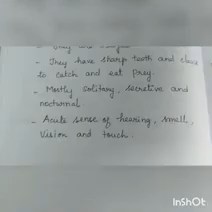 - They have sharp teeth and claws
to catch and eat prey.
- Mostly solitary, secretive and
nocturnal.
- Acute sense of hearing, smell,
vision and touch.
InShOt